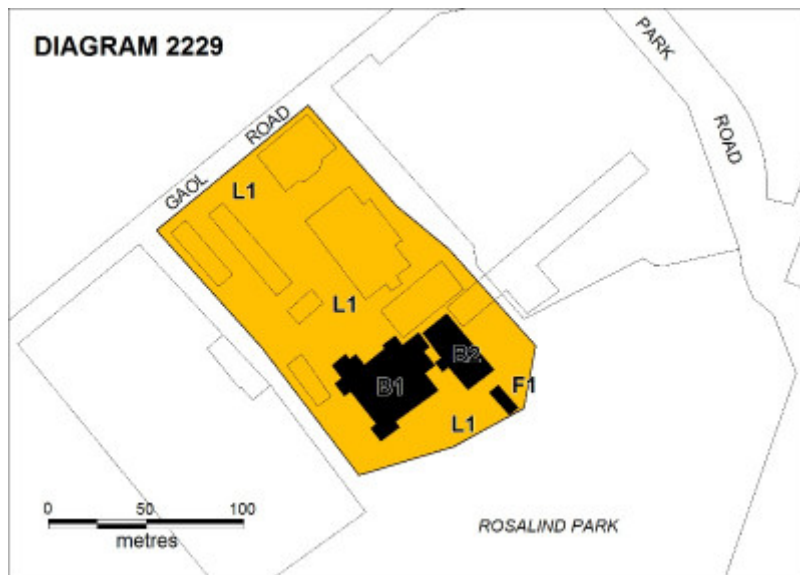 DIAGRAM 2229
PARK ROAD
GAOL ROAD
L1
L1
B1
B2
F1
L1
0 50 100
metres
ROSALIND PARK